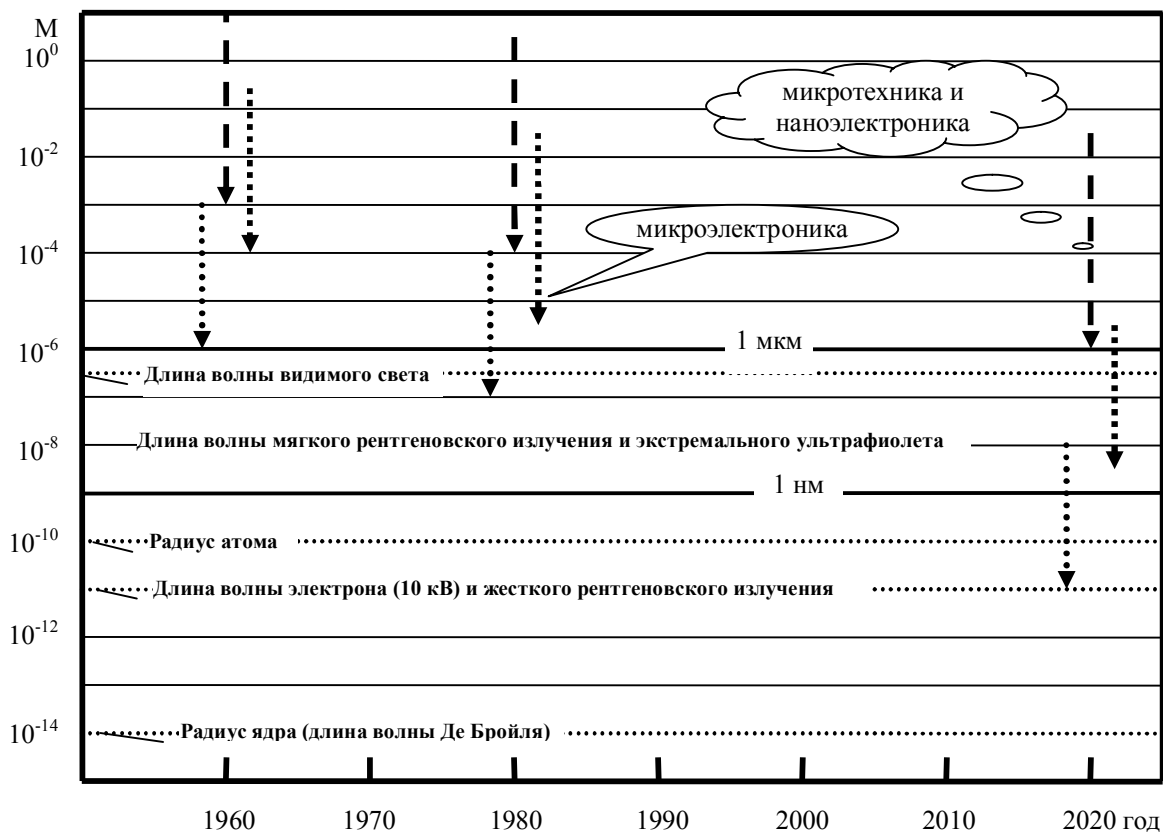 М
10⁰
микротехника и
наноэлектроника
10⁻²
микроэлектроника
10⁻⁴
1 мкм
10⁻⁶
Длина волны видимого света
Длина волны мягкого рентгеновского излучения и экстремального ультрафиолета
10⁻⁸
1 нм
10⁻¹⁰
Радиус атома
Длина волны электрона (10 кВ) и жесткого рентгеновского излучения
10⁻¹²
10⁻¹⁴
Радиус ядра (длина волны Де Бройля)
1960 1970 1980 1990 2000 2010 2020 год